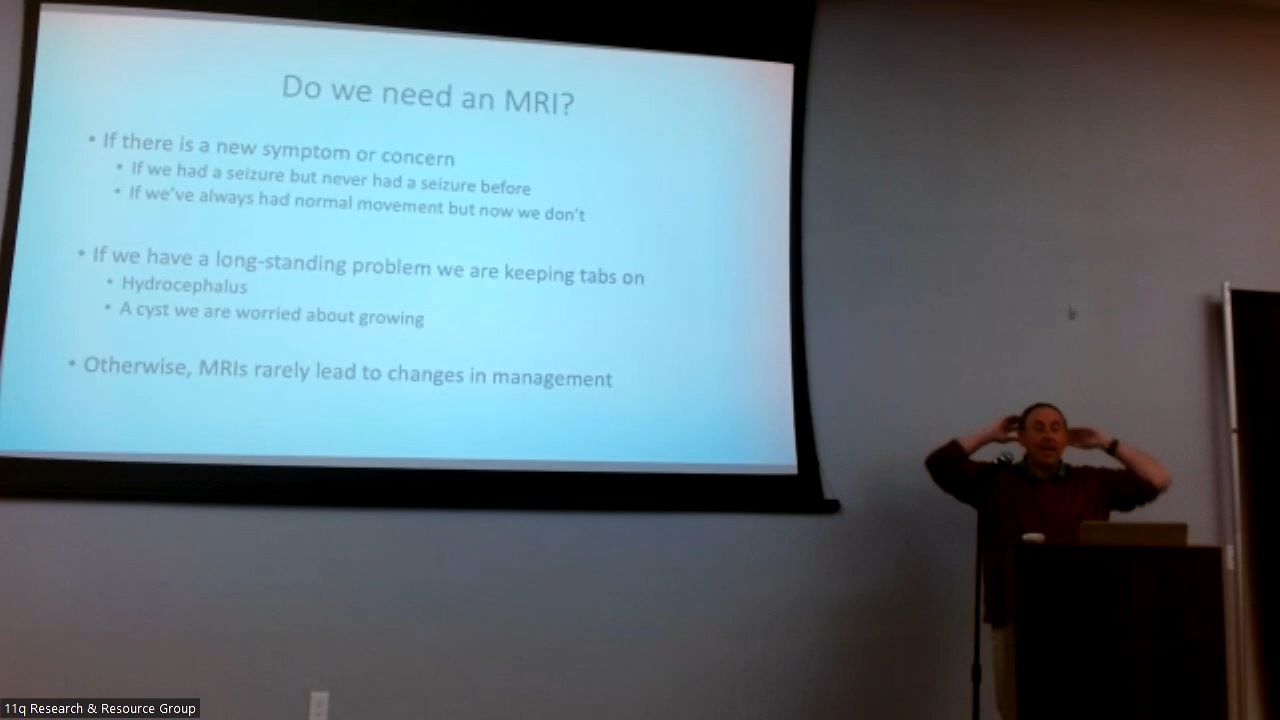 Do we need an MRI?
• If there is a new symptom or concern
• If we had a seizure but never had a seizure before
• If we've always had normal movement but now we don't
• If we have a long-standing problem we are keeping tabs on
• Hydrocephalus
• A cyst we are worried about growing
• Otherwise, MRIs rarely lead to changes in management
11q Research & Resource Group